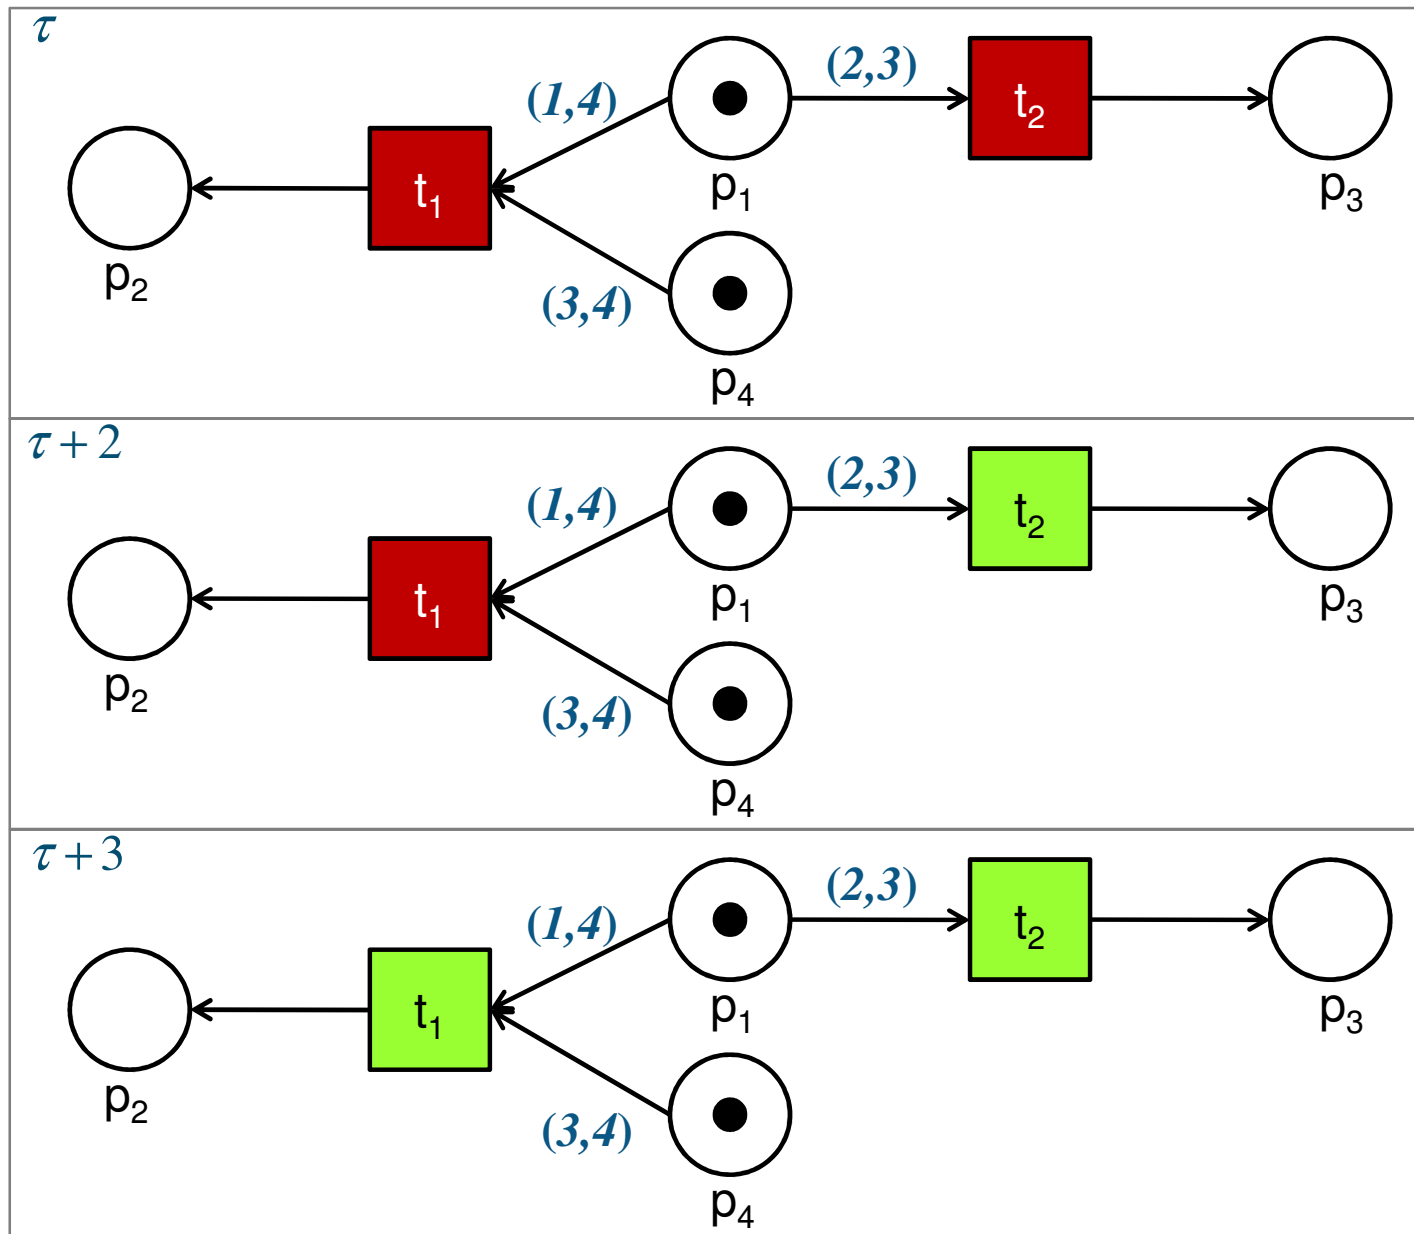 τ
(1,4)
(2,3)
t₁
t₂
p₁
p₂
p₃
(3,4)
p₄
τ + 2
(1,4)
(2,3)
t₁
t₂
p₁
p₂
p₃
(3,4)
p₄
τ + 3
(1,4)
(2,3)
t₁
t₂
p₁
p₂
p₃
(3,4)
p₄